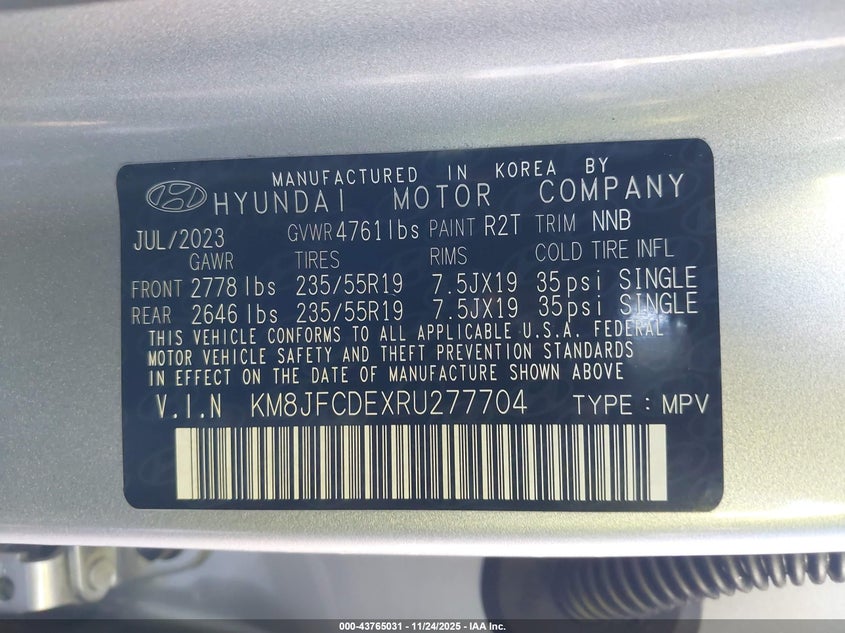 MANUFACTURED IN KOREA BY
HYUNDAI MOTOR COMPANY
JUL/2023 GVWR 4761lbs PAINT R2T TRIM NNB
GAWR TIRES RIMS COLD TIRE INFL
FRONT 2778 lbs 235/55R19 7.5JX19 35psi SINGLE
REAR 2646 lbs 235/55R19 7.5JX19 35psi SINGLE
THIS VEHICLE CONFORMS TO ALL APPLICABLE U.S.A. FEDERAL
MOTOR VEHICLE SAFETY AND THEFT PREVENTION STANDARDS
IN EFFECT ON THE DATE OF MANUFACTURE SHOWN ABOVE
V.I.N KM8JFCDEXRU277704 TYPE : MPV
000-43765031 - 11/24/2025 - IAA Inc.